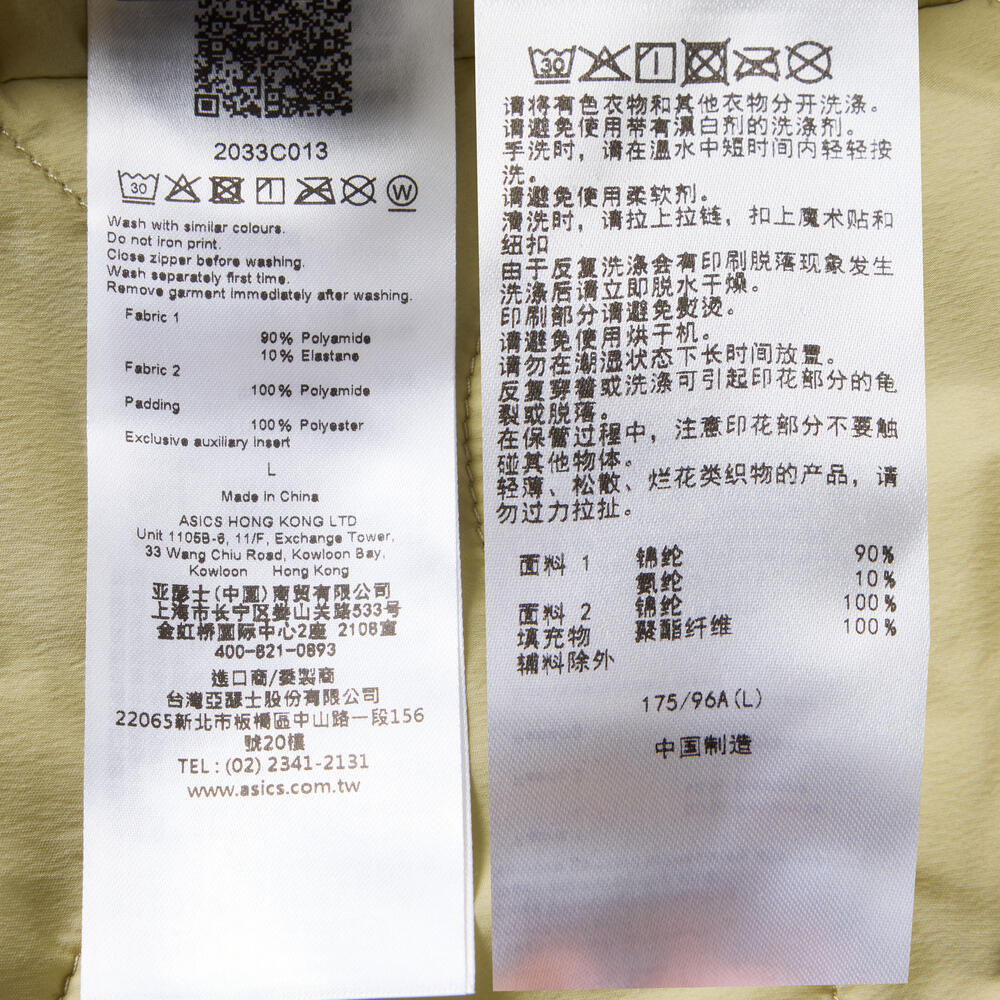 2033C013
30
W
Wash with similar colours.
Do not iron print.
Close zipper before washing.
Wash separately first time.
Remove garment immediately after washing.
Fabric 1
90% Polyamide
10% Elastane
Fabric 2
100% Polyamide
Padding
100% Polyester
Exclusive auxiliary insert
L
Made in China
ASICS HONG KONG LTD
Unit 1105B-6, 11/F, Exchange Tower,
33 Wang Chiu Road, Kowloon Bay,
Kowloon Hong Kong
亚瑟士(中国)商贸有限公司
上海市长宁区娄山关路533号
金虹桥国际中心2座 2108室
400-821-0893
進口商/委製商
台灣亞瑟士股份有限公司
22065新北市板橋區中山路一段156
號20樓
TEL : (02) 2341-2131
www.asics.com.tw
30
请将有色衣物和其他衣物分开洗涤。
请避免使用带有漂白剂的洗涤剂。
手洗时，请在温水中短时间内轻轻按
洗。
请避免使用柔软剂。
清洗时，请拉上拉链，扣上魔术贴和
纽扣
由于反复洗涤会有印刷脱落现象发生
洗涤后请立即脱水干燥。
印刷部分请避免熨烫。
请避免使用烘干机。
请勿在潮湿状态下长时间放置。
反复穿着或洗涤可引起印花部分的龟
裂或脱落。
在保管过程中，注意印花部分不要触
碰其他物体。
轻薄、松散、烂花类织物的产品，请
勿过力拉扯。
面料 1 锦纶 90%
氨纶 10%
面料 2 锦纶 100%
填充物 聚酯纤维 100%
辅料除外
175/96A(L)
中国制造